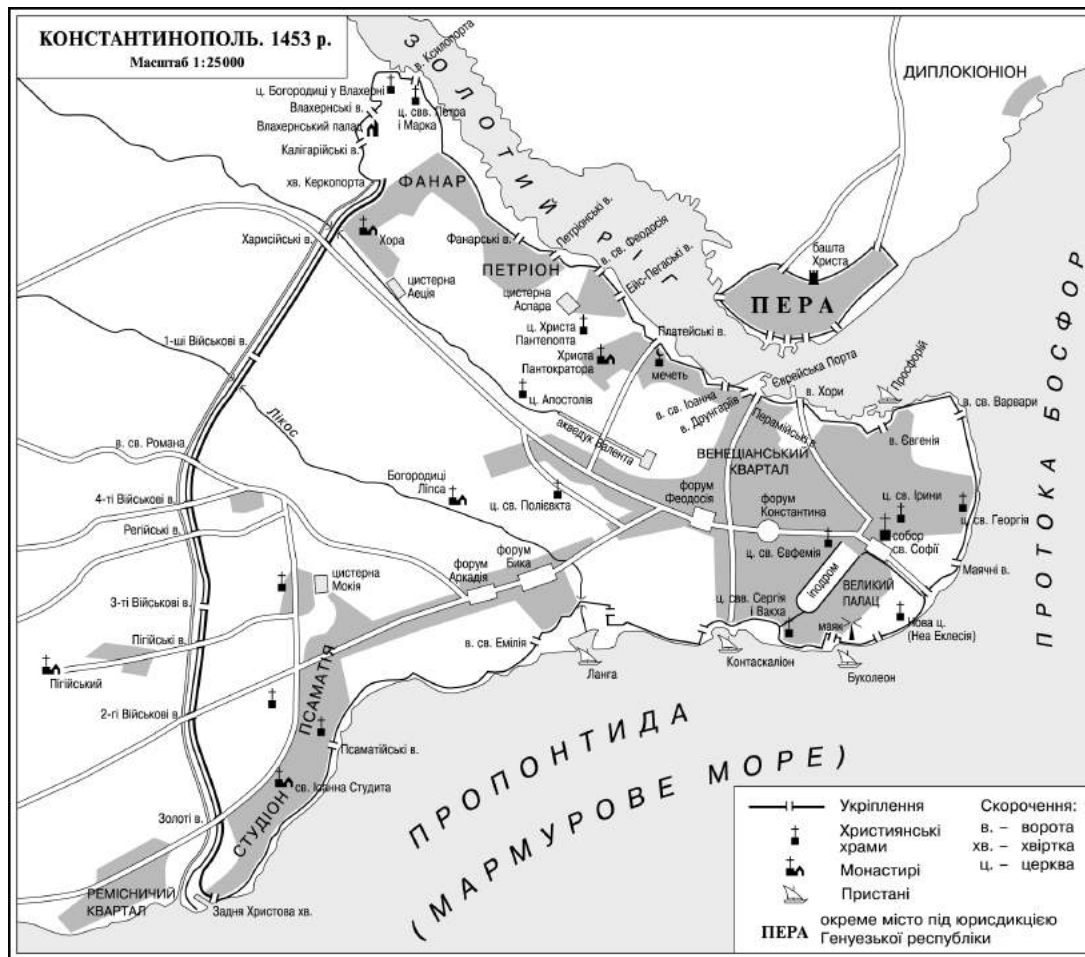 КОНСТАНТИНОПОЛЬ. 1453 р.
Масштаб 1:25000
ЗОЛОТИЙ РІГ
в. Ксилопорта
ц. Богородиці у Влахерні
Влахернські в.
ц. свв. Петра
і Марка
Влахернський палац
Калігарійські в.
хв. Керкопорта
ФАНАР
ДИПЛОКІОНІОН
Харисійські в.
Хора
Фанарські в.
Петріонські в.
в. св. Феодосія
Ейс-Пегаські в.
ПЕТРІОН
цистерна
Аеція
цистерна
Аспара
башта
Христа
ПЕРА
ПРОТОКА БОСФОР
1-ші Військові в.
ц. Христа
Пантепопта
Платейські в.
Христа
Пантократора
мечеть
Єврейська Порта
Просфорій
в. Хори
ц. Апостолів
в. св. Іоанна
в. Друнгаріїв
Перамійські в.
в. св. Варвари
в. Євгенія
Лікос
акведук Валента
в. св. Романа
ВЕНЕЦІАНСЬКИЙ
КВАРТАЛ
4-ті Військові в.
Богородиці
Ліпса
ц. св. Полієвкта
форум
Феодосія
форум
Константина
ц. св. Ірини
Регійські в.
ц. св. Георгія
собор
св. Софії
ц. св. Євфемія
форум
Аркадія
форум
Бика
цистерна
Мокія
іподром
Маячні в.
3-ті Військові в.
ВЕЛИКИЙ
ПАЛАЦ
ц. свв. Сергія
і Вакха
маяк
Нова ц.
(Неа Еклесія)
Пігійські в.
в. св. Емілія
Пігійський
Ланга
Контаскаліон
Буколеон
ПСАМАТІЯ
2-гі Військові в.
Псаматійські в.
ПРОПОНТИДА
(МАРМУРОВЕ МОРЕ)
св. Іоанна Студита
Золоті в.
СТУДІОН
РЕМІСНИЧИЙ
КВАРТАЛ
Задня Христова хв.
Укріплення
Християнські
храми
Монастирі
Пристані
ПЕРА
окреме місто під юрисдикцією
Генуезької республіки
Скорочення:
в. – ворота
хв. – хвіртка
ц. – церква